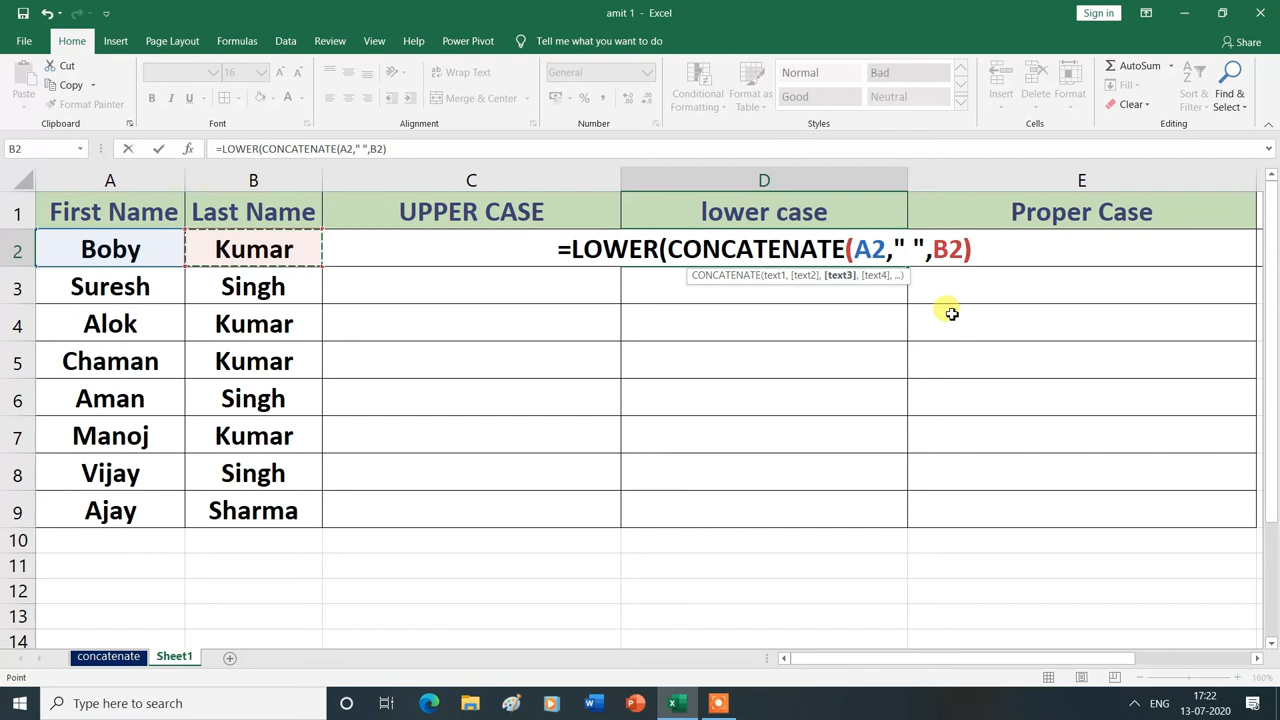 amit 1 - Excel
Sign in
File Home Insert Page Layout Formulas Data Review View Help Power Pivot Tell me what you want to do Share
Paste
Cut
Copy
Format Painter
Clipboard
16
B I U A
Font
Wrap Text
Merge & Center
Alignment
General
%
Number
Conditional Formatting
Format as Table
Normal Bad
Good Neutral
Styles
Insert Delete Format
Cells
AutoSum
Fill
Clear
Sort & Filter
Find & Select
Editing
B2 fx =LOWER(CONCATENATE(A2," ",B2)
A B C D E
1 First Name Last Name UPPER CASE lower case Proper Case
2 Boby Kumar =LOWER(CONCATENATE(A2," ",B2)
CONCATENATE(text1, [text2], [text3], [text4], ...)
3 Suresh Singh
4 Alok Kumar
5 Chaman Kumar
6 Aman Singh
7 Manoj Kumar
8 Vijay Singh
9 Ajay Sharma
10
11
12
13
14
concatenate Sheet1
Point 160%
Type here to search
ENG
17:22
13-07-2020